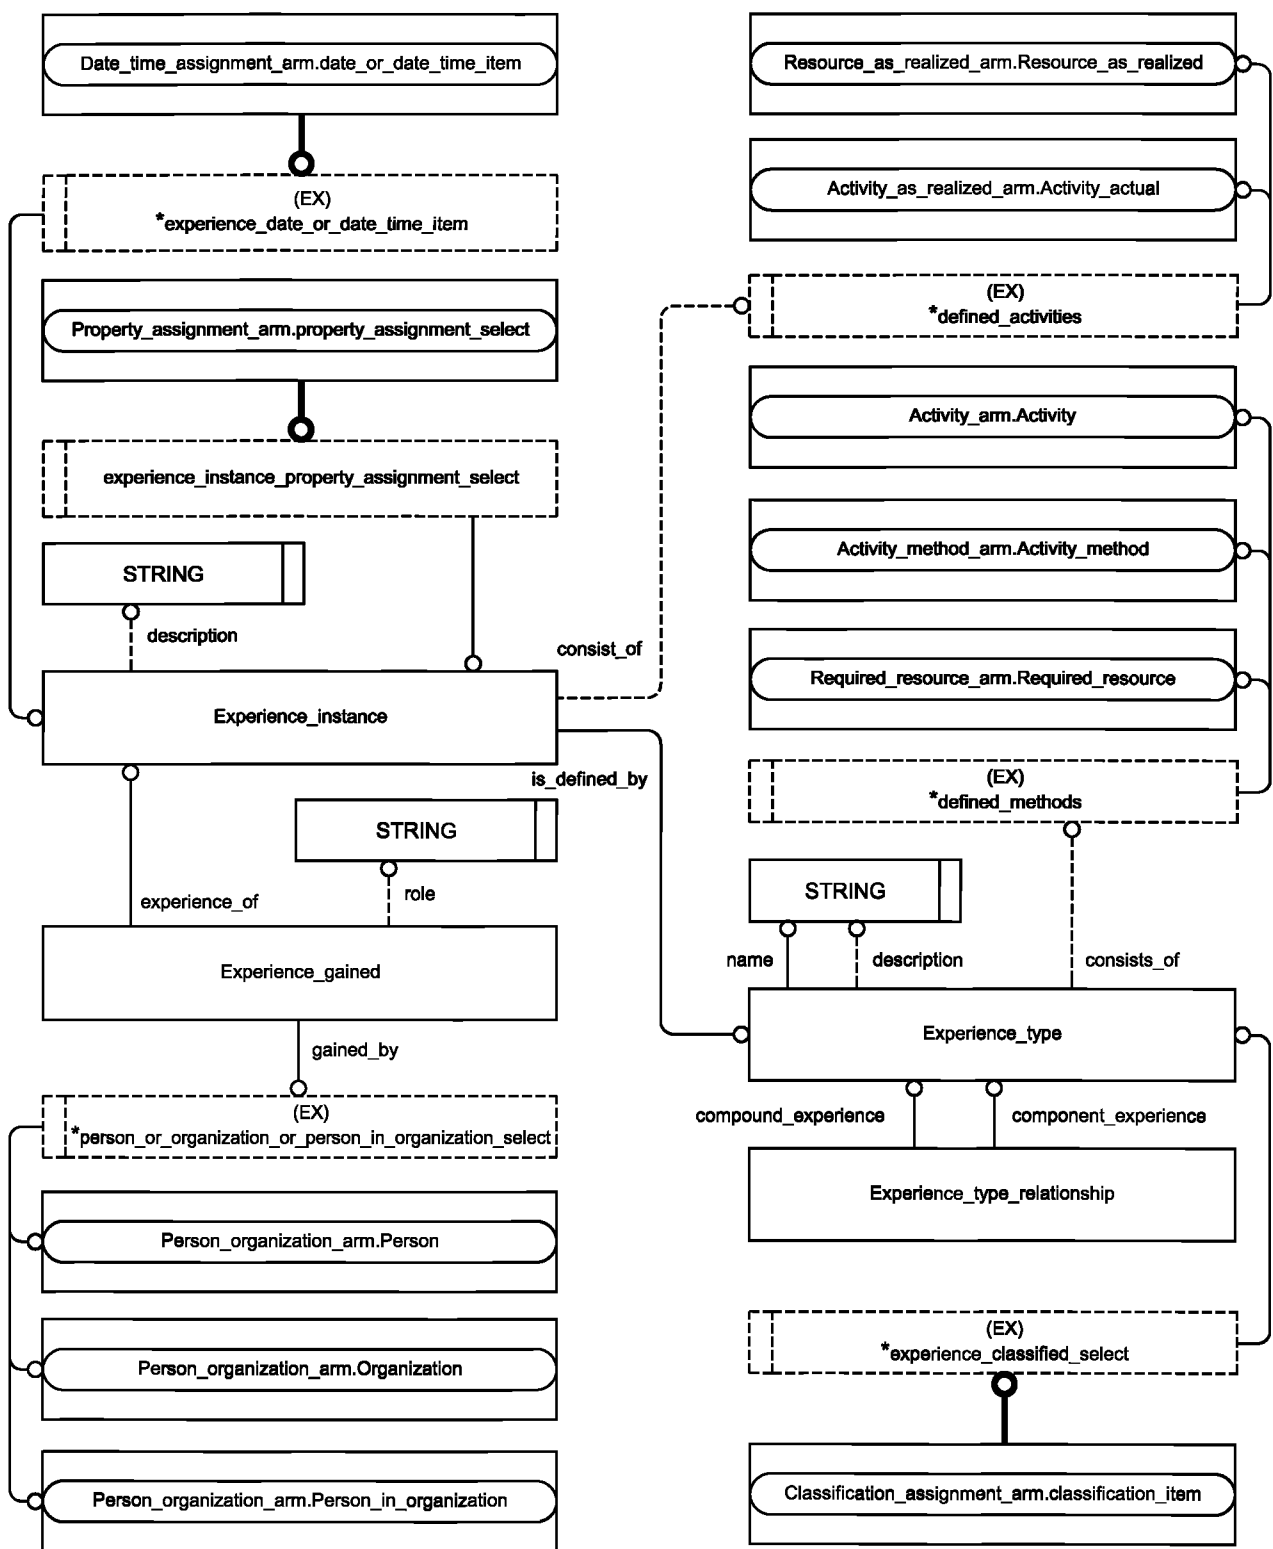 Date_time_assignment_arm.date_or_date_time_item
(EX)
*experience_date_or_date_time_item
Property_assignment_arm.property_assignment_select
experience_instance_property_assignment_select
STRING
description
Experience_instance
consist_of
is_defined_by
STRING
role
experience_of
Experience_gained
gained_by
(EX)
*person_or_organization_or_person_in_organization_select
Person_organization_arm.Person
Person_organization_arm.Organization
Person_organization_arm.Person_in_organization
Resource_as_realized_arm.Resource_as_realized
Activity_as_realized_arm.Activity_actual
(EX)
*defined_activities
Activity_arm.Activity
Activity_method_arm.Activity_method
Required_resource_arm.Required_resource
(EX)
*defined_methods
STRING
name
description
consists_of
Experience_type
compound_experience
component_experience
Experience_type_relationship
(EX)
*experience_classified_select
Classification_assignment_arm.classification_item